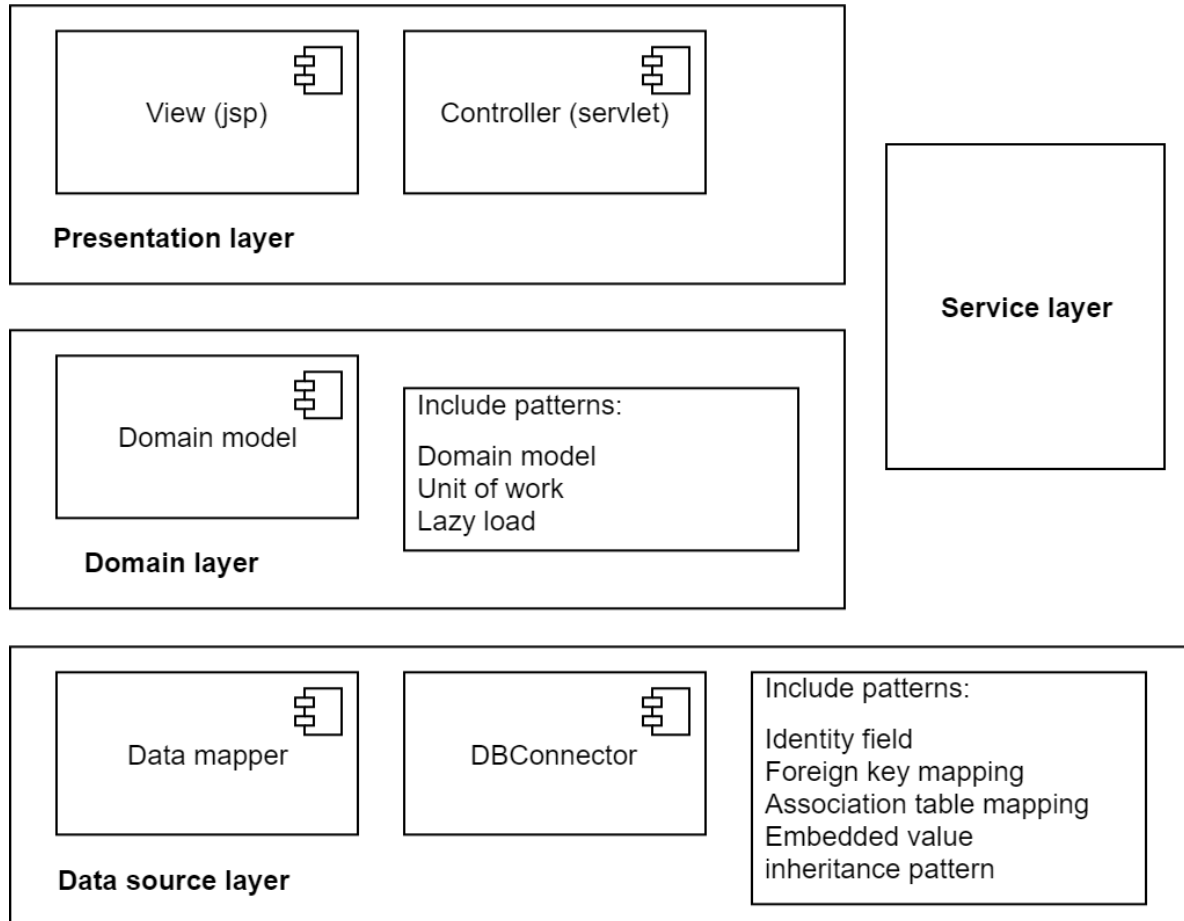 View (jsp)
Controller (servlet)
Presentation layer
Service layer
Domain model
Include patterns:
Domain model
Unit of work
Lazy load
Domain layer
Data mapper
DBConnector
Include patterns:
Identity field
Foreign key mapping
Association table mapping
Embedded value
inheritance pattern
Data source layer